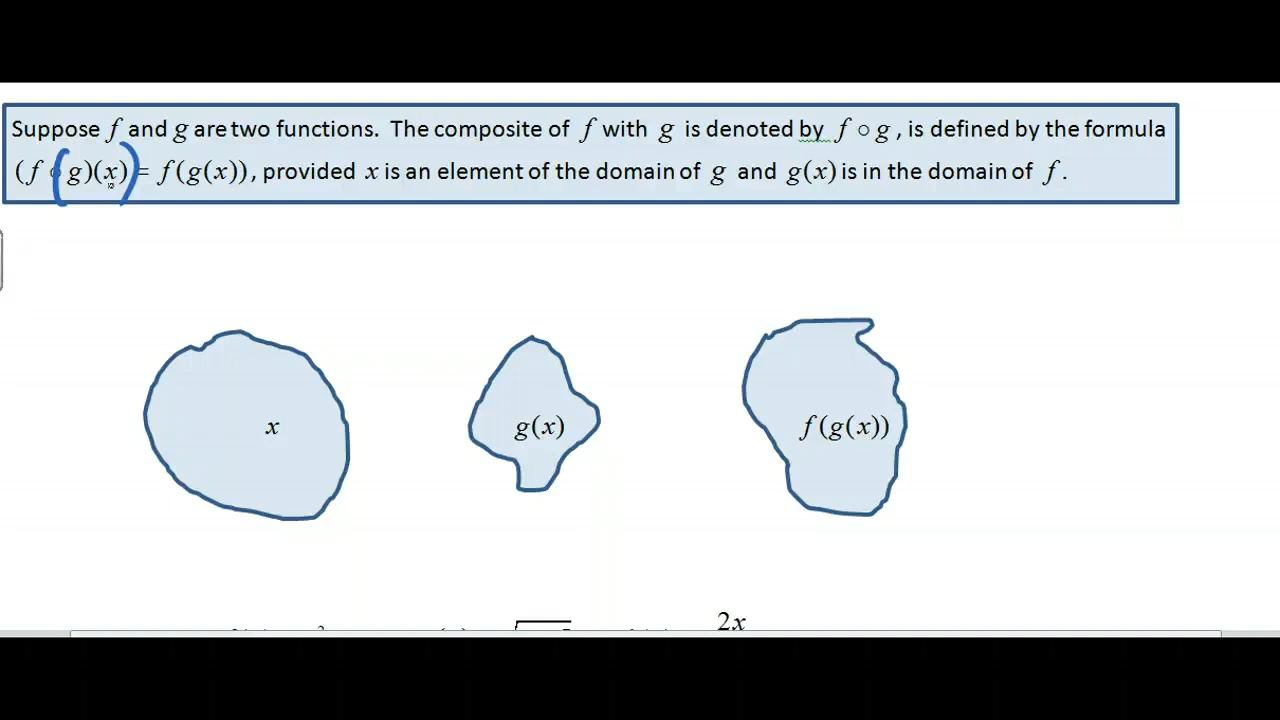 Suppose f and g are two functions. The composite of f with g is denoted by f ∘ g, is defined by the formula
(f ∘ g)(x) = f(g(x)), provided x is an element of the domain of g and g(x) is in the domain of f.
x
g(x)
f(g(x))
2x